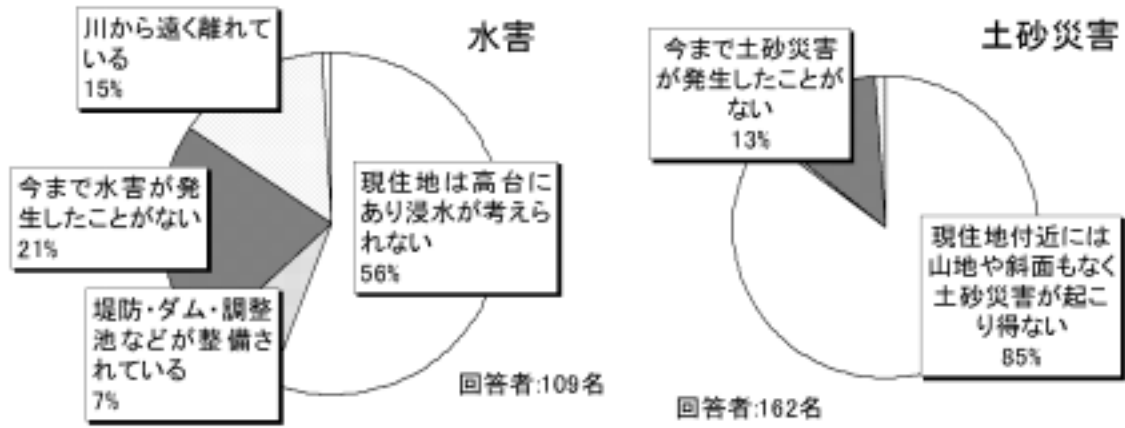 水害
川から遠く離れて
いる
15%
今まで水害が発
生したことがない
21%
堤防・ダム・調整
池などが整備さ
れている
7%
現住地は高台に
あり浸水が考えら
れない
56%
回答者:109名
土砂災害
今まで土砂災害
が発生したことが
ない
13%
現住地付近には
山地や斜面もなく
土砂災害が起こ
り得ない
85%
回答者:162名